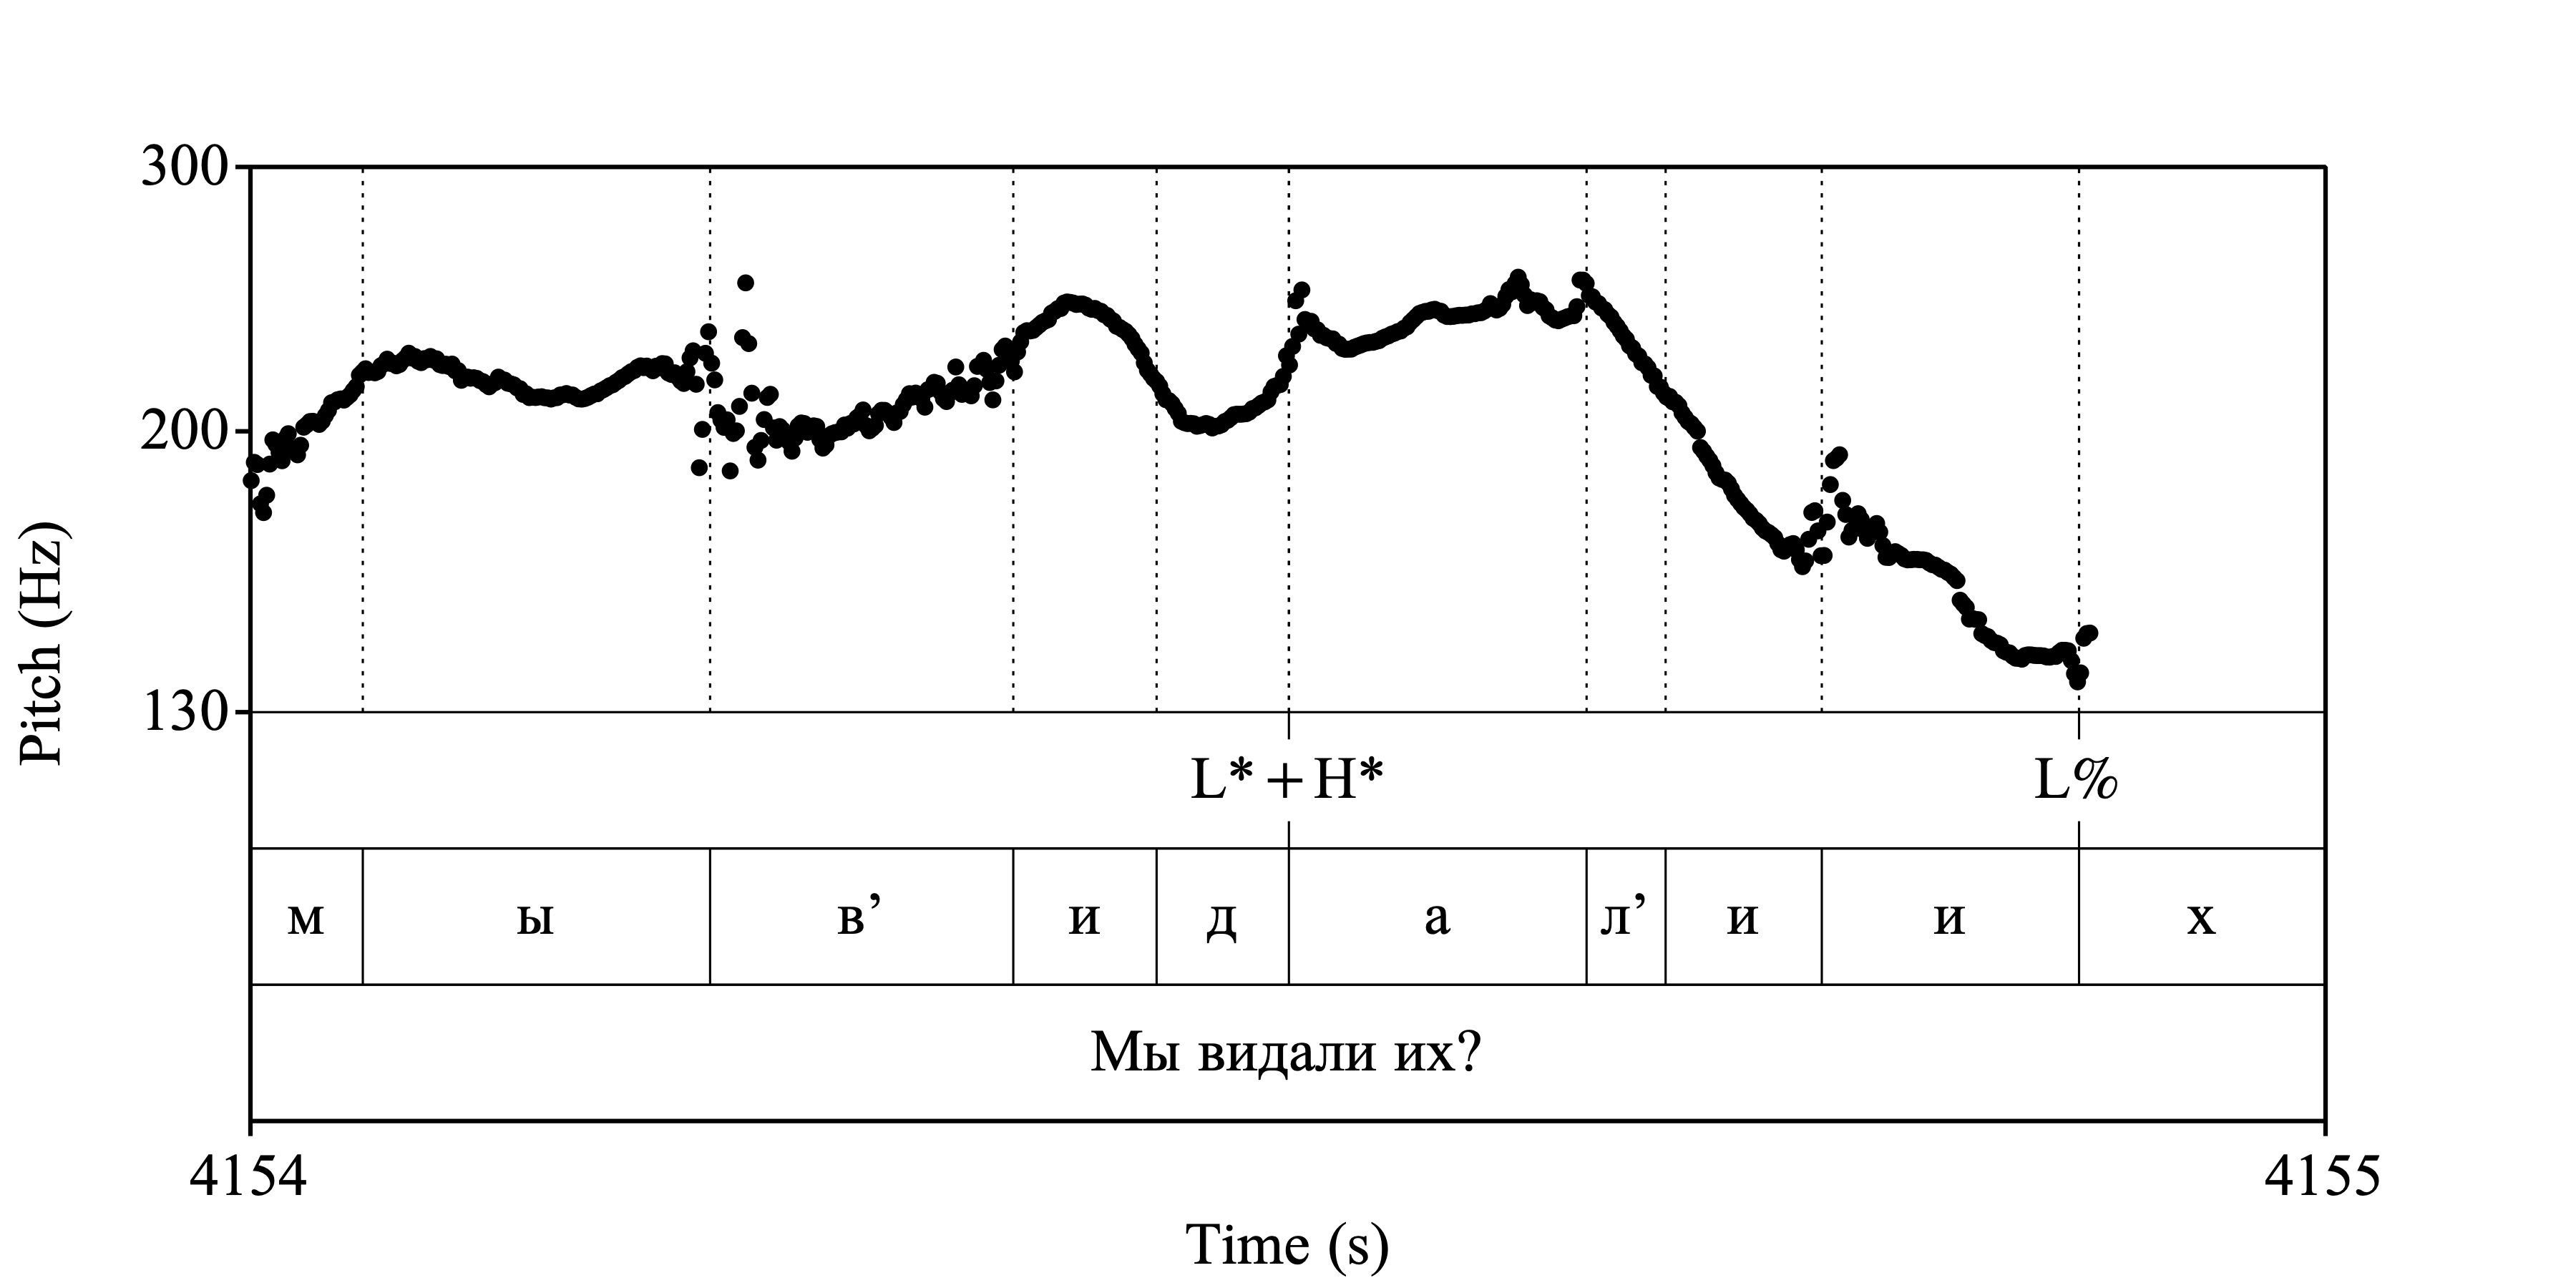 300
200
130
Pitch (Hz)
L*+H* L%
м ы в’ и д а л’ и и х
Мы видали их?
4154 4155
Time (s)